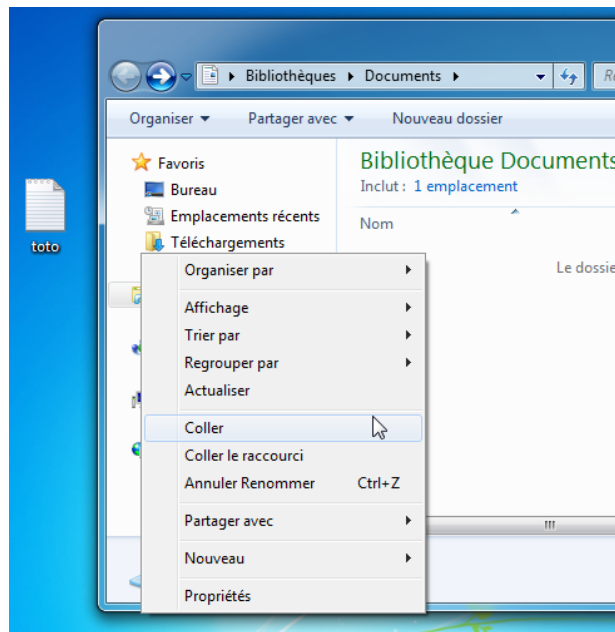 Bibliothèques Documents
Organiser Partager avec Nouveau dossier
Favoris
Bureau
Emplacements récents
Téléchargements
toto
Bibliothèque Documents
Inclut : 1 emplacement
Nom
Le dossie
Organiser par
Affichage
Trier par
Regrouper par
Actualiser
Coller
Coller le raccourci
Annuler Renommer Ctrl+Z
Partager avec
Nouveau
Propriétés